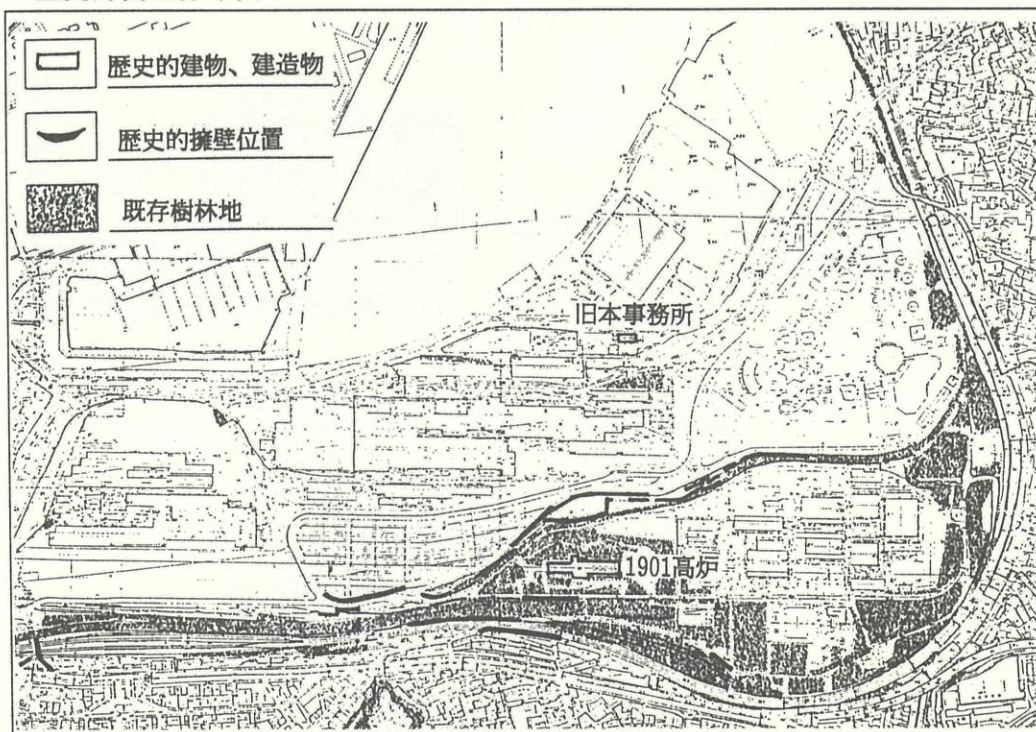 歴史的建物、建造物
歴史的擁壁位置
既存樹林地
旧本事務所
1901高炉